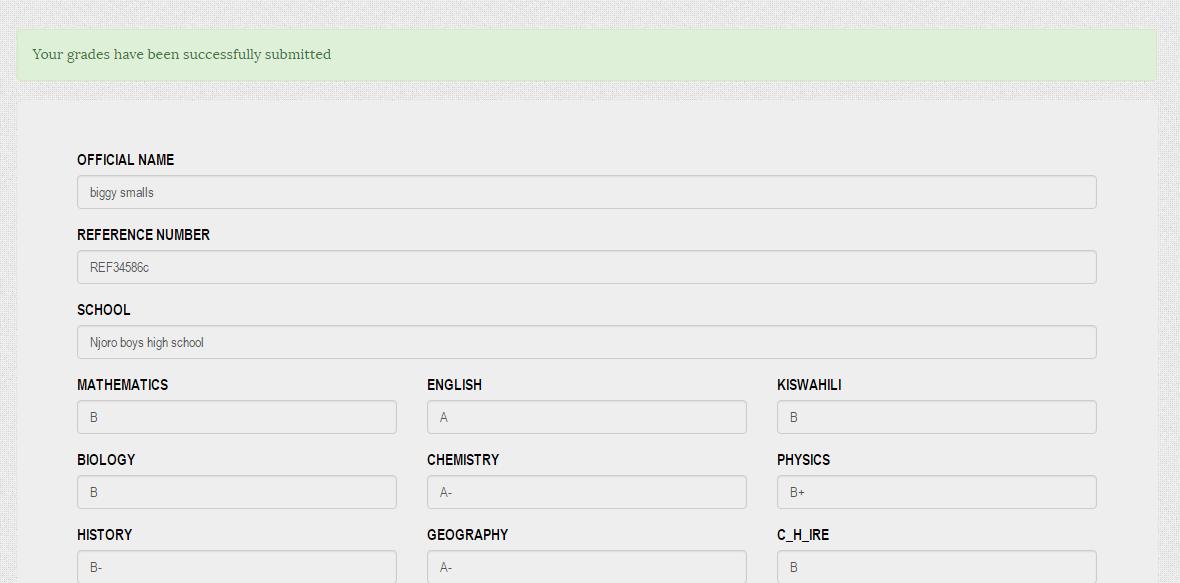 Your grades have been successfully submitted
OFFICIAL NAME
biggy smalls
REFERENCE NUMBER
REF34586c
SCHOOL
Njoro boys high school
MATHEMATICS ENGLISH KISWAHILI
B A B
BIOLOGY CHEMISTRY PHYSICS
B A- B+
HISTORY GEOGRAPHY C_H_IRE
B- A- B